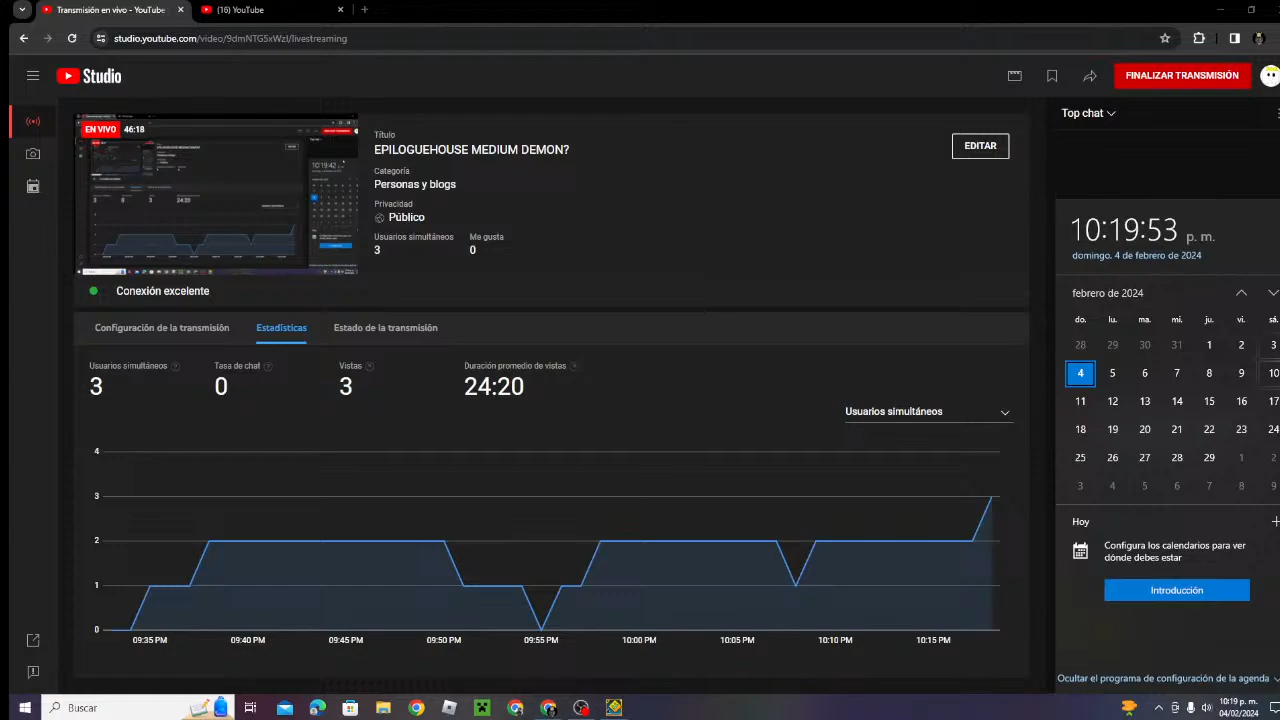 Transmisión en vivo - YouTube
(16) YouTube
studio.youtube.com/video/9dmNTG5xWzI/livestreaming
Studio
FINALIZAR TRANSMISIÓN
EN VIVO 46:18
Título
EPILOGUEHOUSE MEDIUM DEMON?
EDITAR
Categoría
Personas y blogs
Privacidad
Público
Usuarios simultáneos
Me gusta
3
0
Conexión excelente
Configuración de la transmisión
Estadísticas
Estado de la transmisión
Usuarios simultáneos
Tasa de chat
Vistas
Duración promedio de vistas
3
0
3
24:20
Usuarios simultáneos
4
3
2
1
0
09:35 PM
09:40 PM
09:45 PM
09:50 PM
09:55 PM
10:00 PM
10:05 PM
10:10 PM
10:15 PM
Top chat
10:19:53 p. m.
domingo, 4 de febrero de 2024
febrero de 2024
do. lu. ma. mi. ju. vi. sá.
28 29 30 31 1 2 3
4 5 6 7 8 9 10
11 12 13 14 15 16 17
18 19 20 21 22 23 24
25 26 27 28 29 1 2
3 4 5 6 7 8 9
Hoy
Configura los calendarios para ver
dónde debes estar
Introducción
Ocultar el programa de configuración de la agenda
Buscar
10:19 p. m.
04/02/2024